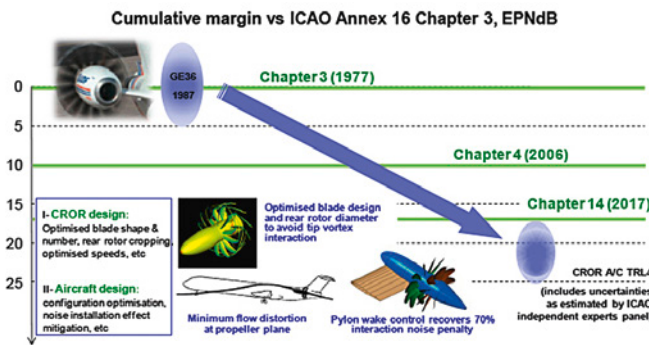 Cumulative margin vs ICAO Annex 16 Chapter 3, EPNdB
GE36
1987
Chapter 3 (1977)
0
5
Chapter 4 (2006)
10
Chapter 14 (2017)
15
20
25
I- CROR design:
Optimised blade shape &
number, rear rotor cropping,
optimised speeds, etc
II- Aircraft design:
configuration optimisation,
noise installation effect
mitigation, etc
Optimised blade design
and rear rotor diameter
to avoid tip vortex
interaction
Minimum flow distortion
at propeller plane
Pylon wake control recovers 70%
interaction noise penalty
CROR A/C TRL4
(includes uncertainties
as estimated by ICAO
independent experts panel